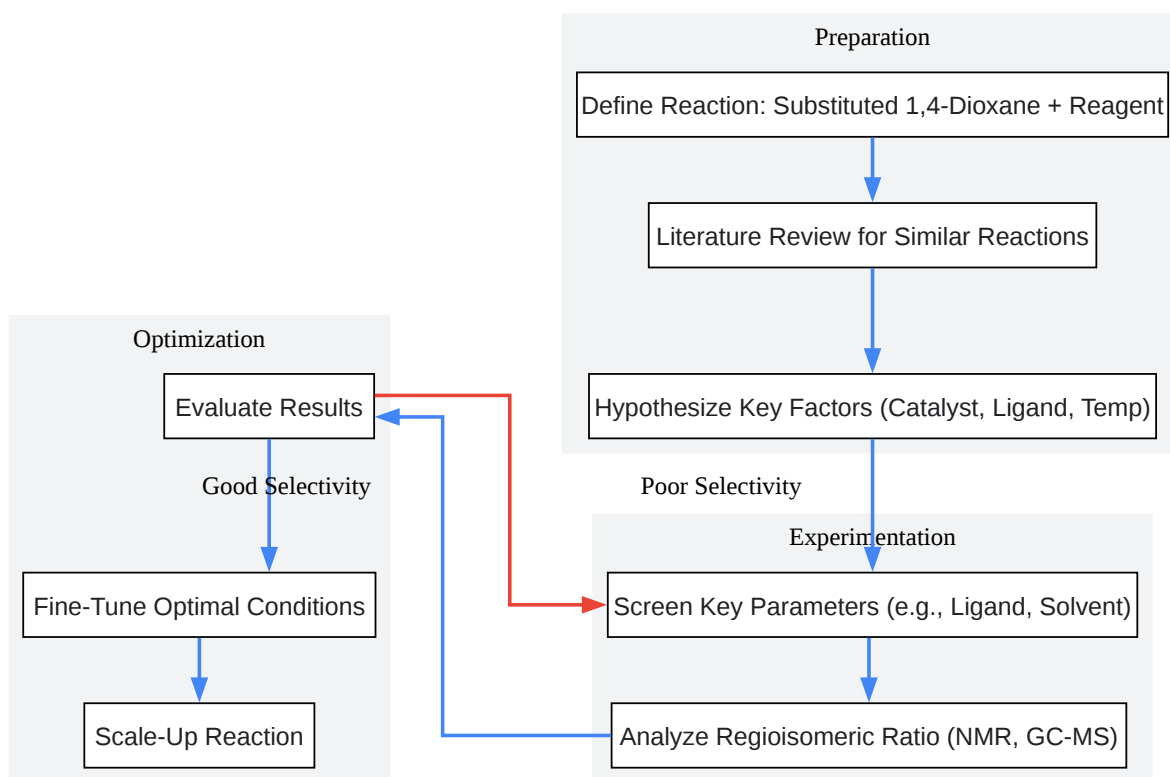 Preparation
Define Reaction: Substituted 1,4-Dioxane + Reagent
Literature Review for Similar Reactions
Hypothesize Key Factors (Catalyst, Ligand, Temp)
Poor Selectivity
Experimentation
Screen Key Parameters (e.g., Ligand, Solvent)
Analyze Regioisomeric Ratio (NMR, GC-MS)
Optimization
Evaluate Results
Good Selectivity
Fine-Tune Optimal Conditions
Scale-Up Reaction